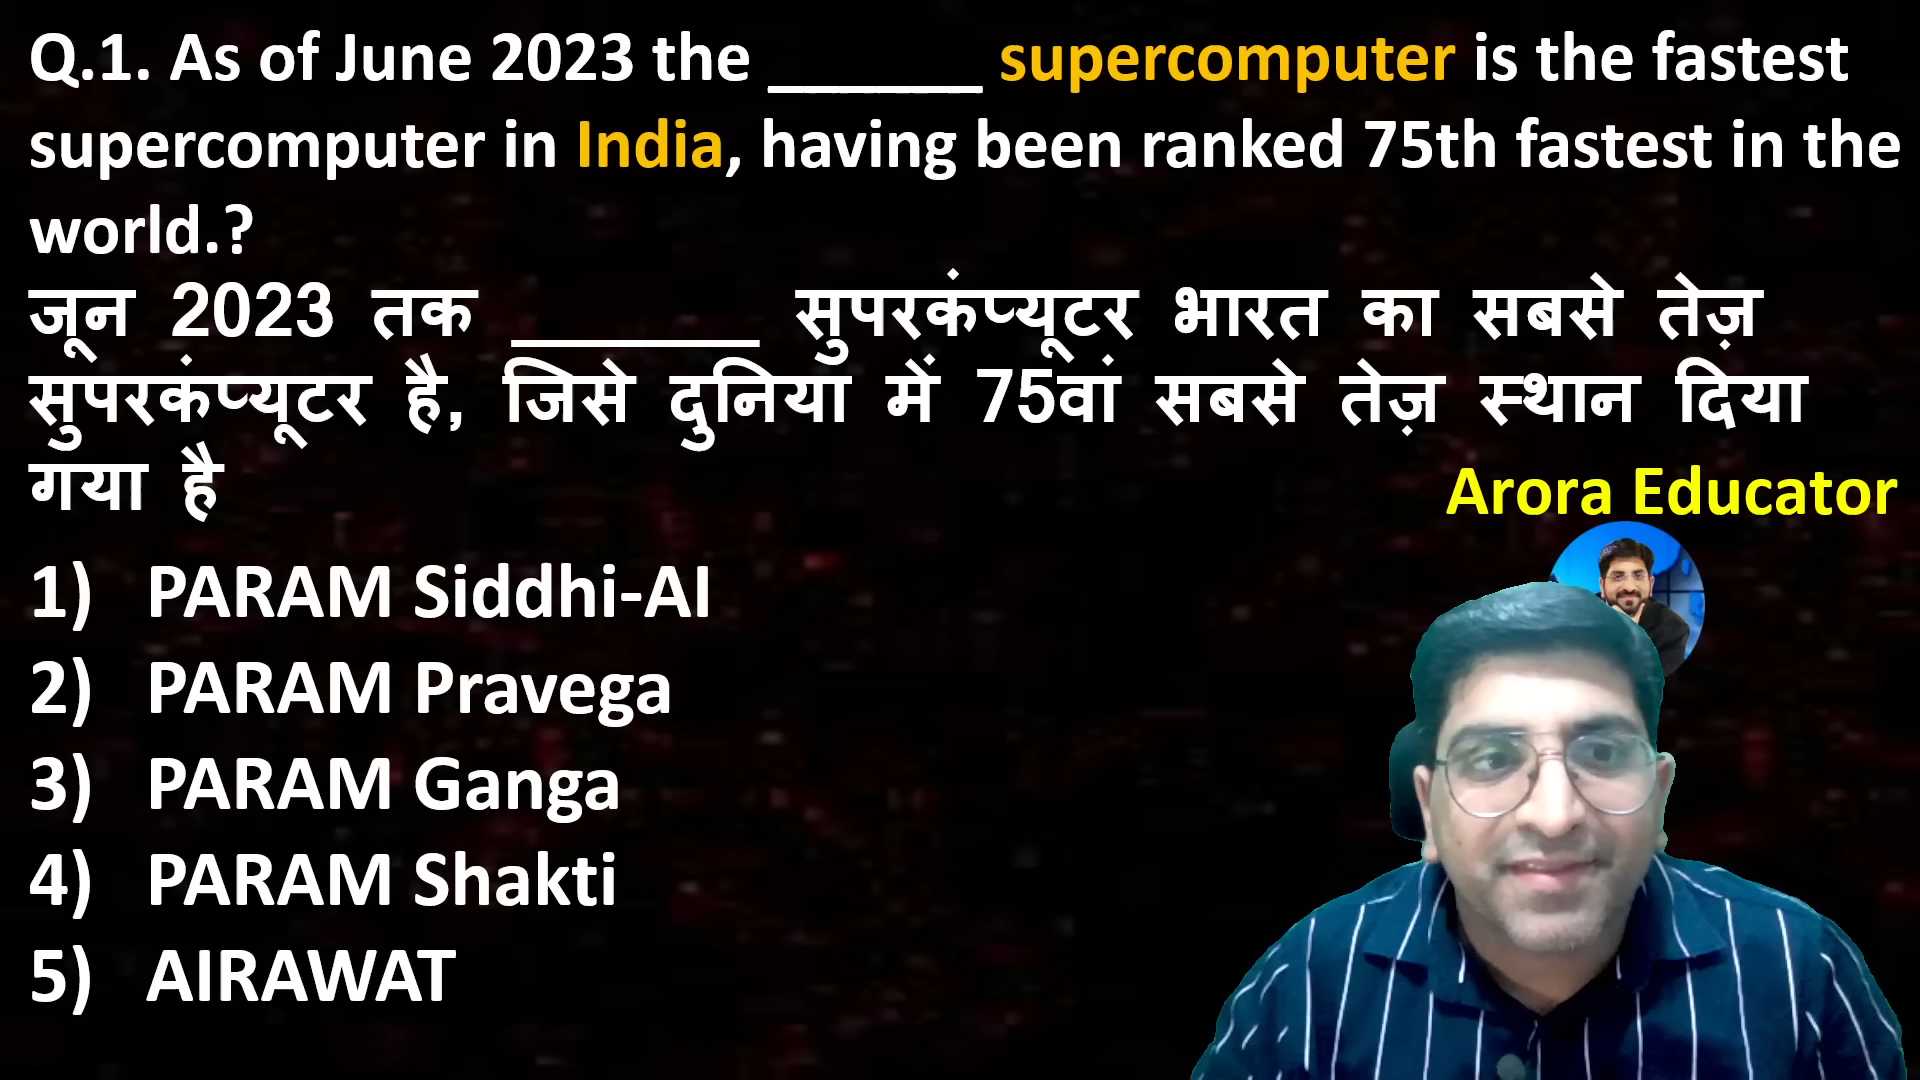 Q.1. As of June 2023 the ______ supercomputer is the fastest
supercomputer in India, having been ranked 75th fastest in the
world.?
जून 2023 तक _______ सुपरकंप्यूटर भारत का सबसे तेज़
सुपरकंप्यूटर है, जिसे दुनिया में 75वां सबसे तेज़ स्थान दिया
गया है
Arora Educator
1) PARAM Siddhi-AI
2) PARAM Pravega
3) PARAM Ganga
4) PARAM Shakti
5) AIRAWAT